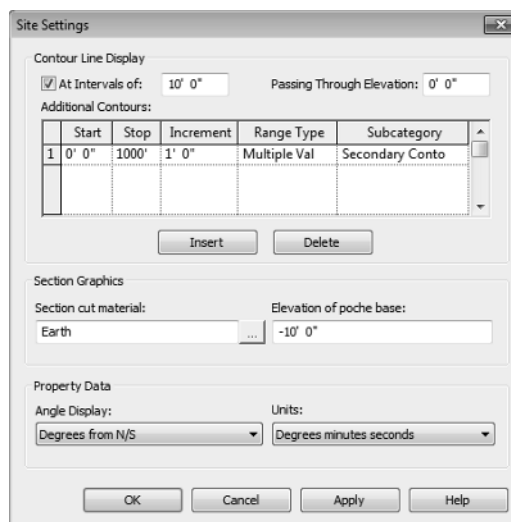 Site Settings
Contour Line Display
At Intervals of: 10' 0" Passing Through Elevation: 0' 0"
Additional Contours:
Start Stop Increment Range Type Subcategory
1 0' 0" 1000' 1' 0" Multiple Val Secondary Conto
Insert Delete
Section Graphics
Section cut material: Elevation of poche base:
Earth ... -10' 0"
Property Data
Angle Display: Units:
Degrees from N/S Degrees minutes seconds
OK Cancel Apply Help